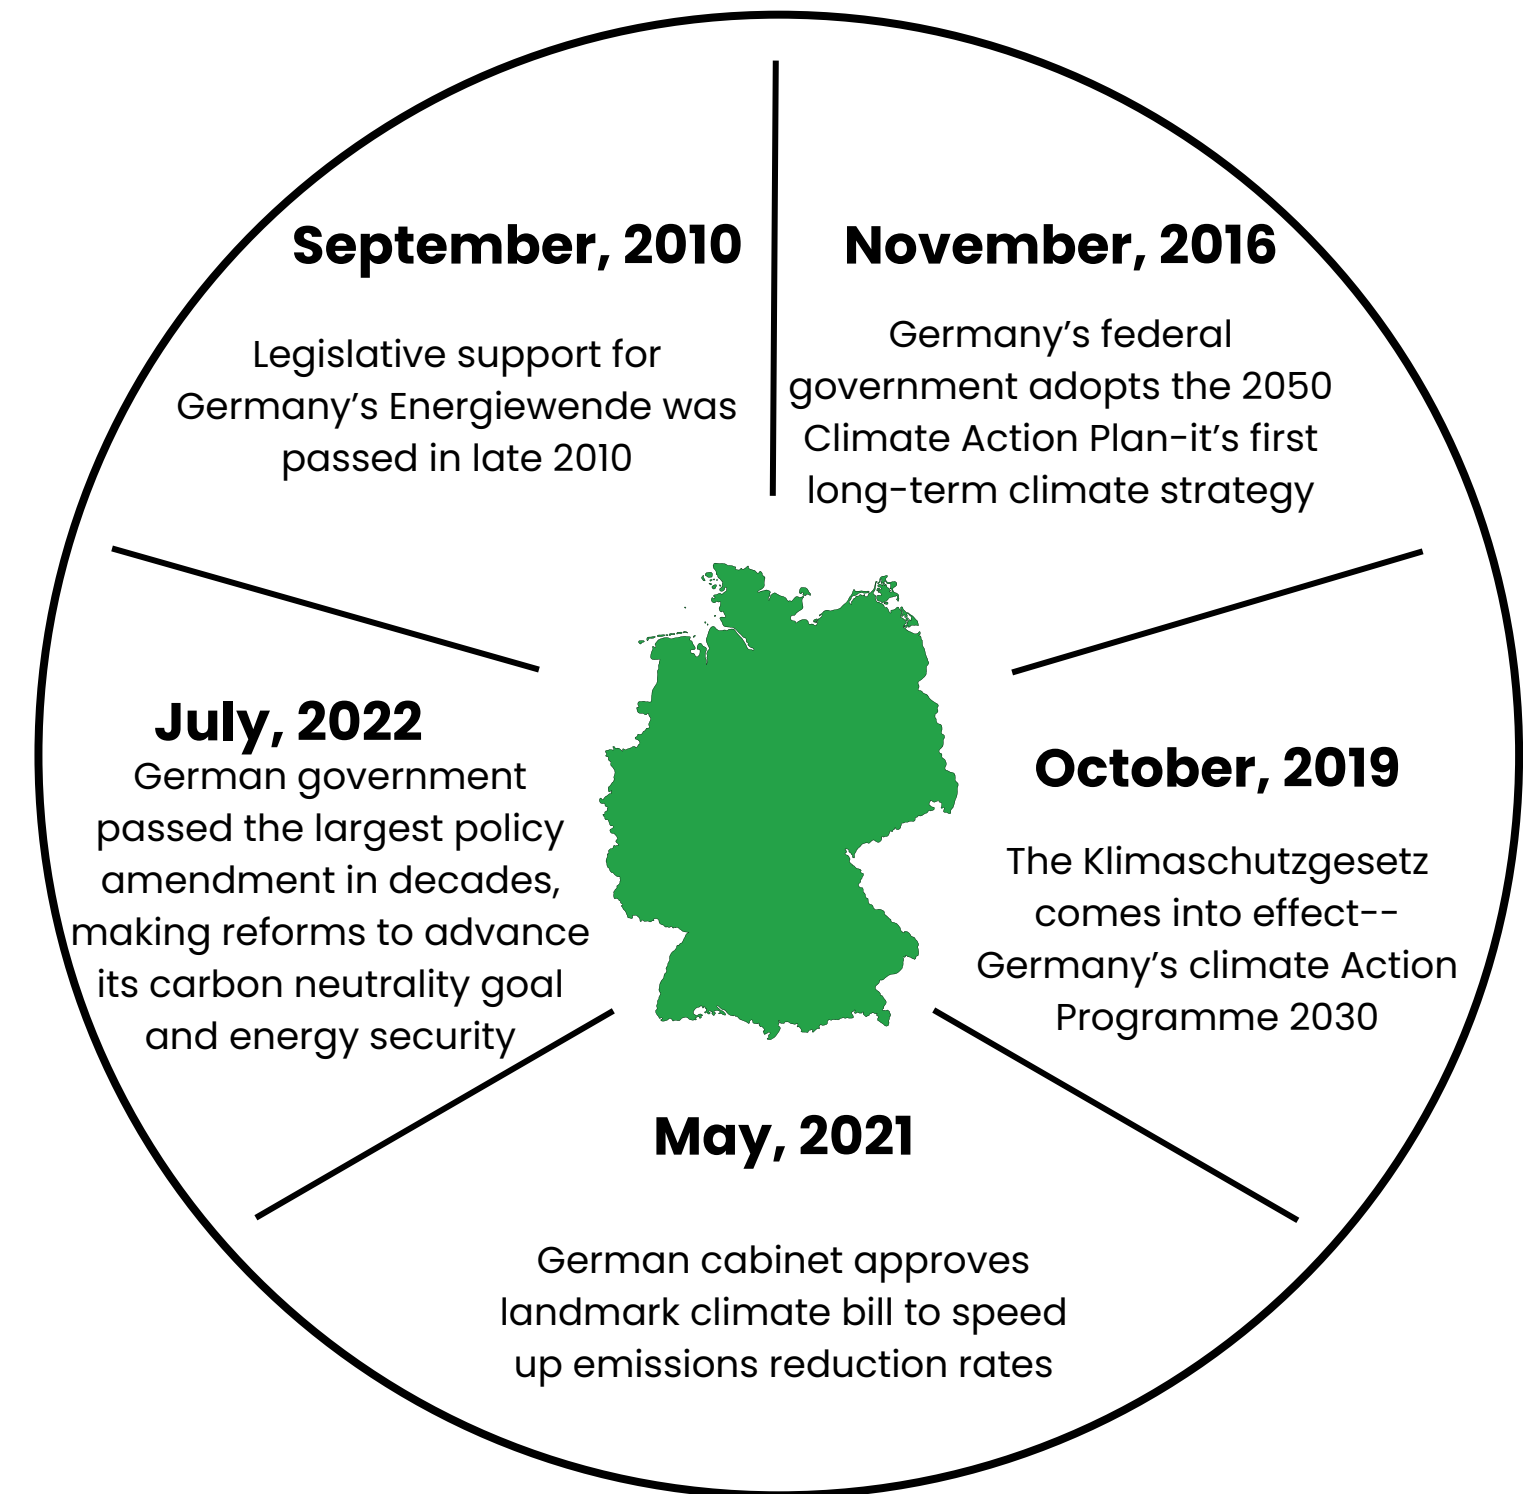 September, 2010
Legislative support for
Germany’s Energiewende was
passed in late 2010
November, 2016
Germany’s federal
government adopts the 2050
Climate Action Plan-it’s first
long-term climate strategy
October, 2019
The Klimaschutzgesetz
comes into effect--
Germany’s climate Action
Programme 2030
May, 2021
German cabinet approves
landmark climate bill to speed
up emissions reduction rates
July, 2022
German government
passed the largest policy
amendment in decades,
making reforms to advance
its carbon neutrality goal
and energy security